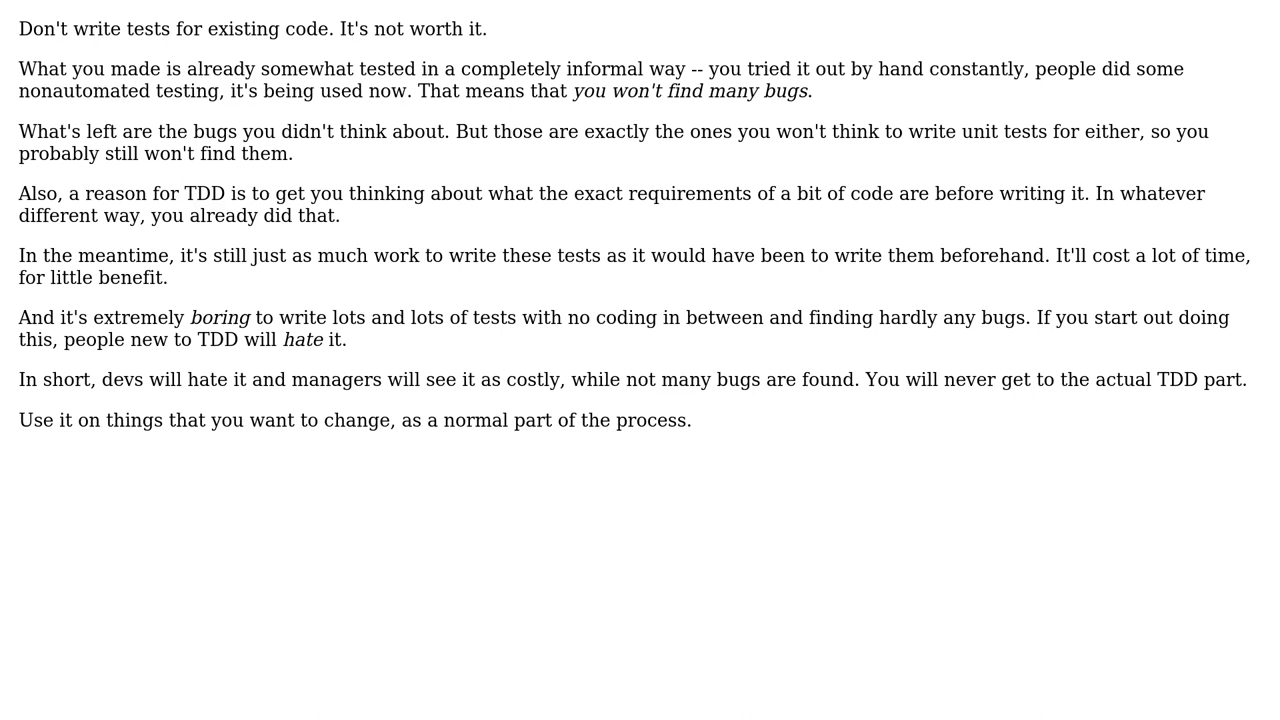 Don't write tests for existing code. It's not worth it.
What you made is already somewhat tested in a completely informal way -- you tried it out by hand constantly, people did some
nonautomated testing, it's being used now. That means that you won't find many bugs.
What's left are the bugs you didn't think about. But those are exactly the ones you won't think to write unit tests for either, so you
probably still won't find them.
Also, a reason for TDD is to get you thinking about what the exact requirements of a bit of code are before writing it. In whatever
different way, you already did that.
In the meantime, it's still just as much work to write these tests as it would have been to write them beforehand. It'll cost a lot of time,
for little benefit.
And it's extremely boring to write lots and lots of tests with no coding in between and finding hardly any bugs. If you start out doing
this, people new to TDD will hate it.
In short, devs will hate it and managers will see it as costly, while not many bugs are found. You will never get to the actual TDD part.
Use it on things that you want to change, as a normal part of the process.